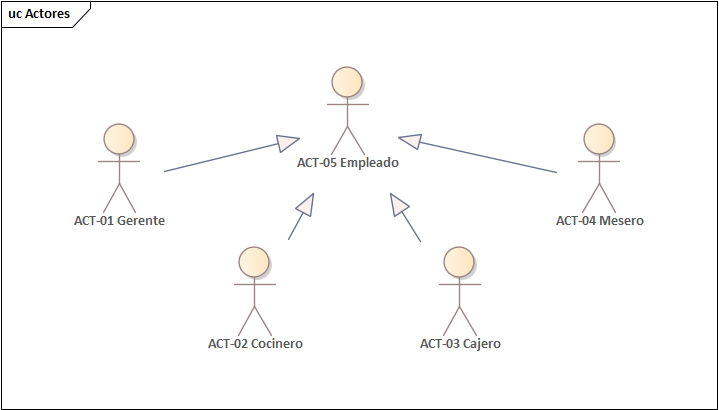 uc Actores
ACT-05 Empleado
ACT-01 Gerente
ACT-04 Mesero
ACT-02 Cocinero
ACT-03 Cajero